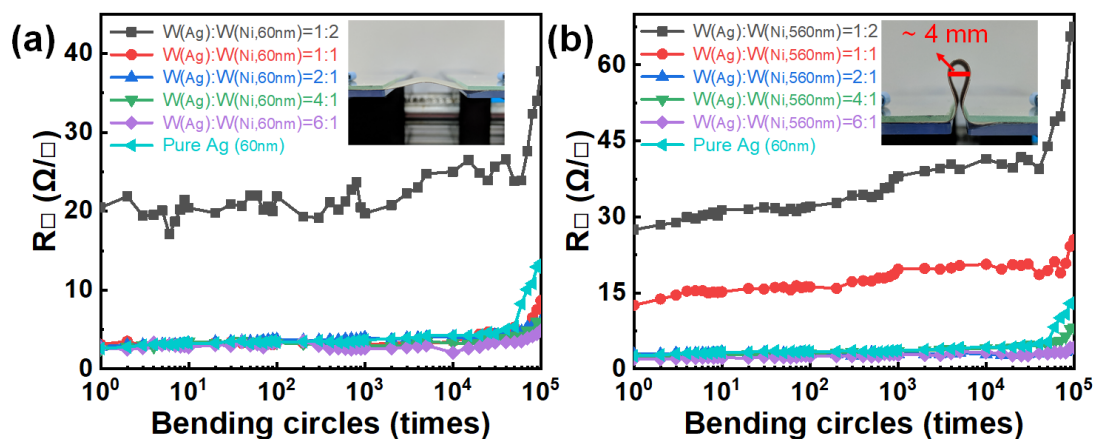 (a)
W(Ag):W(Ni,60nm)=1:2
W(Ag):W(Ni,60nm)=1:1
W(Ag):W(Ni,60nm)=2:1
W(Ag):W(Ni,60nm)=4:1
W(Ag):W(Ni,60nm)=6:1
Pure Ag (60nm)
R□ (Ω/□)
40
30
20
10
0
10⁰ 10¹ 10² 10³ 10⁴ 10⁵
Bending circles (times)
(b)
W(Ag):W(Ni,560nm)=1:2
W(Ag):W(Ni,560nm)=1:1
W(Ag):W(Ni,560nm)=2:1
W(Ag):W(Ni,560nm)=4:1
W(Ag):W(Ni,560nm)=6:1
Pure Ag (60nm)
~ 4 mm
R□ (Ω/□)
60
45
30
15
0
10⁰ 10¹ 10² 10³ 10⁴ 10⁵
Bending circles (times)